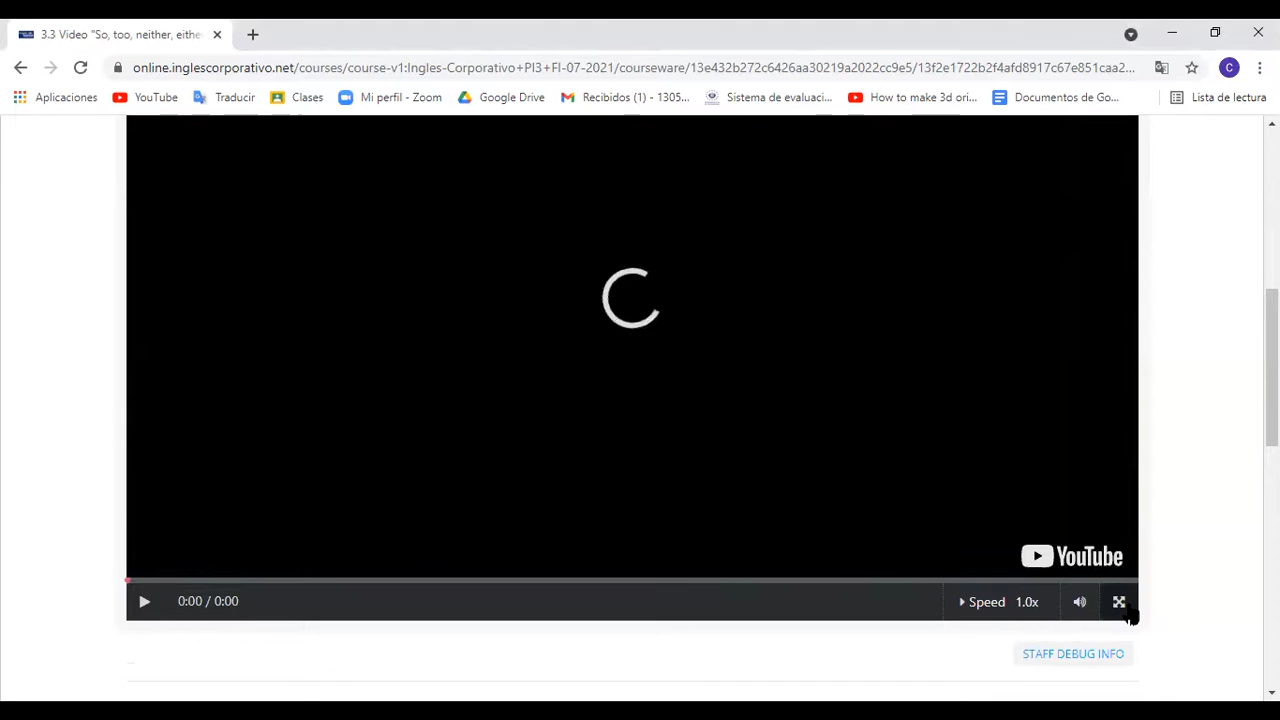 3.3 Video "So, too, neither, eithe
online.inglescorporativo.net/courses/course-v1:Ingles-Corporativo+PI3+FI-07-2021/courseware/13e432b272c6426aa30219a2022cc9e5/13f2e1722b2f4afd8917c67e851caa2...
Aplicaciones YouTube Traducir Clases Mi perfil - Zoom Google Drive Recibidos (1) - 1305... Sistema de evaluaci... How to make 3d ori... Documentos de Go... Lista de lectura
YouTube
0:00 / 0:00 Speed 1.0x
STAFF DEBUG INFO